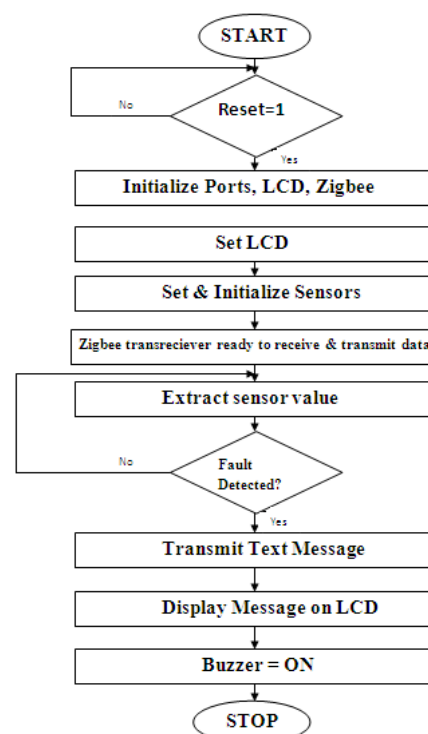 START
No
Reset=1
Yes
Initialize Ports, LCD, Zigbee
Set LCD
Set & Initialize Sensors
Zigbee transreciever ready to receive & transmit data
Extract sensor value
No
Fault
Detected?
Yes
Transmit Text Message
Display Message on LCD
Buzzer = ON
STOP